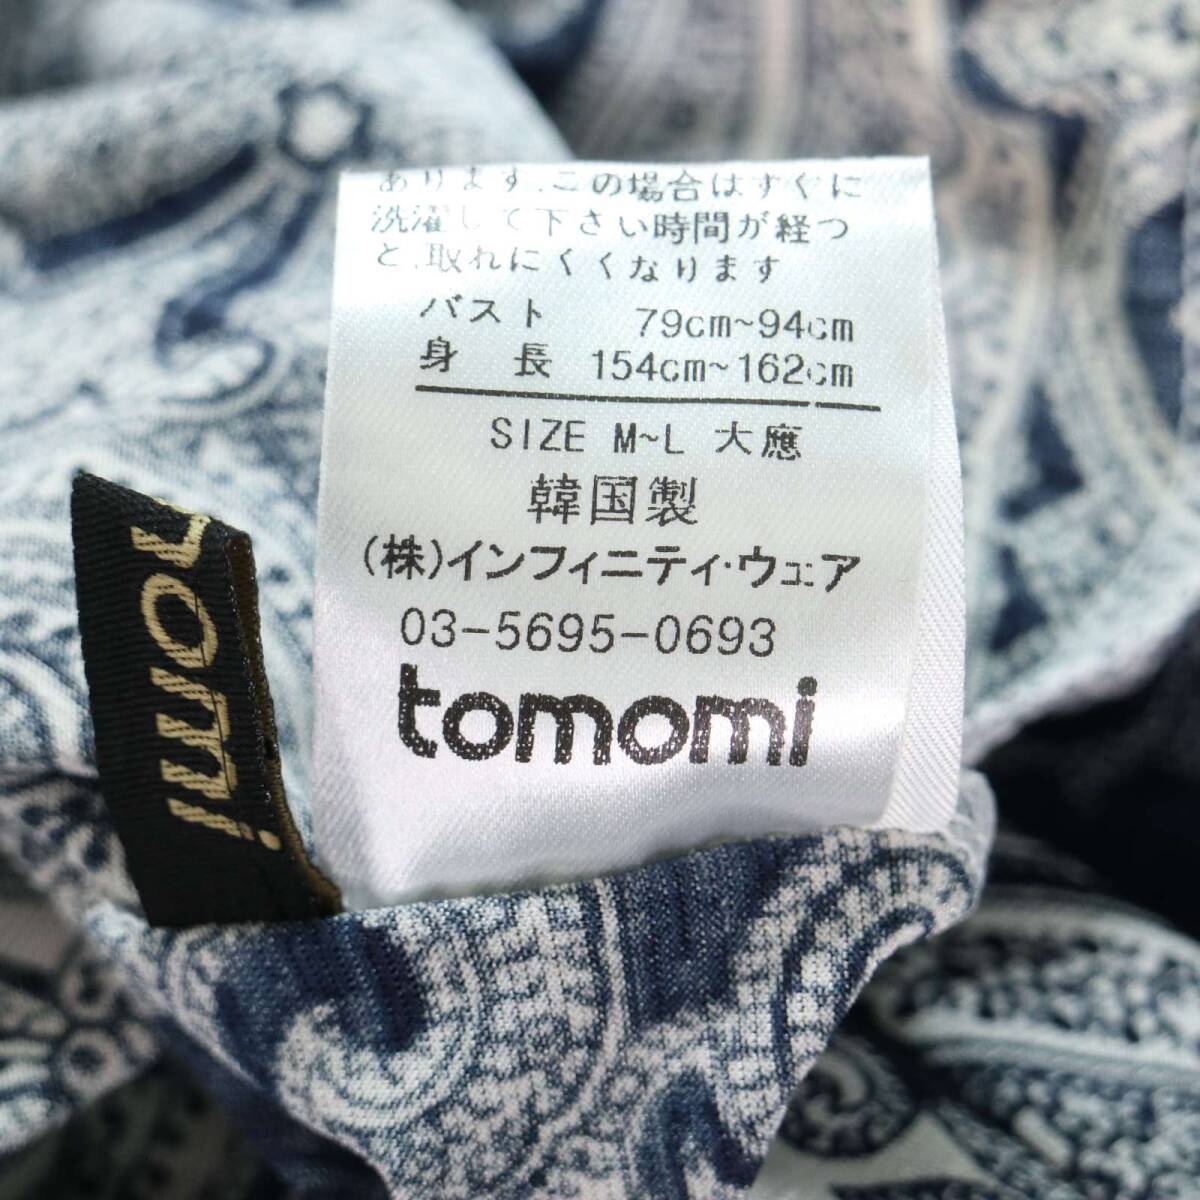 あります.この場合はすぐに
洗濯して下さい時間が経つ
と,取れにくくなります
バスト 79cm~94cm
身 長 154cm~162cm
SIZE M~L 大應
韓国製
(株)インフィニティ·ウェア
03-5695-0693
tomomi
tomomi